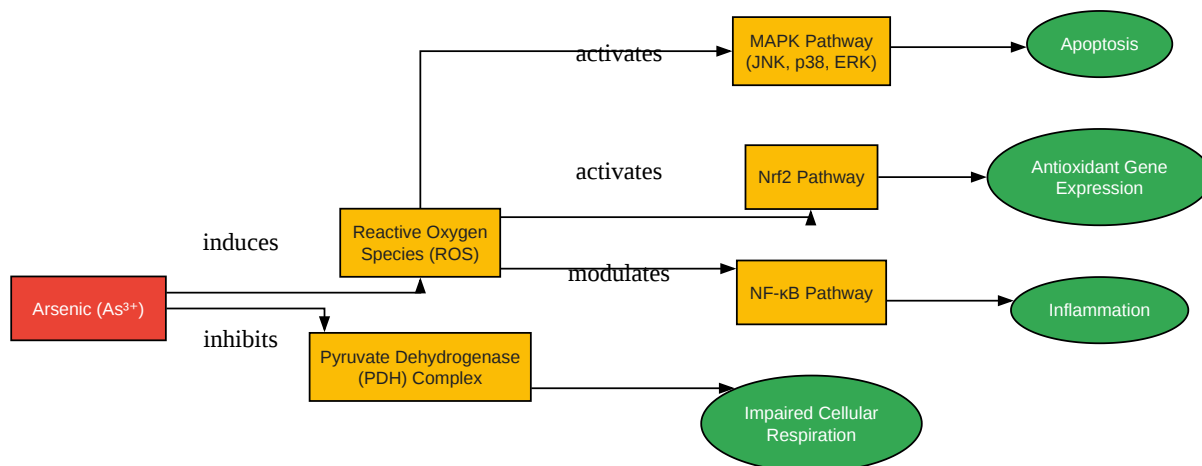 activates
MAPK Pathway
(JNK, p38, ERK)
Apoptosis
activates
Nrf2 Pathway
Antioxidant Gene
Expression
induces
Reactive Oxygen
Species (ROS)
modulates
NF-κB Pathway
Inflammation
Arsenic (As³⁺)
inhibits
Pyruvate Dehydrogenase
(PDH) Complex
Impaired Cellular
Respiration